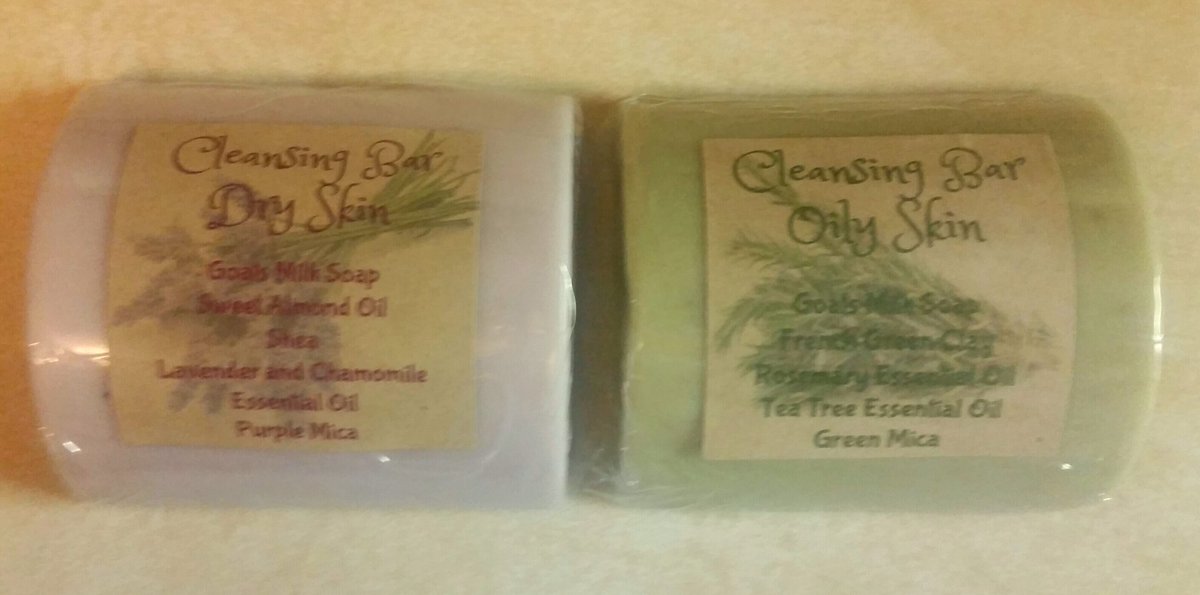 Cleansing Bar
Dry Skin
Goats Milk Soap
Sweet Almond Oil
Shea
Lavender and Chamomile
Essential Oil
Purple Mica
Cleansing Bar
Oily Skin
Goats Milk Soap
French Green Clay
Rosemary Essential Oil
Tea Tree Essential Oil
Green Mica